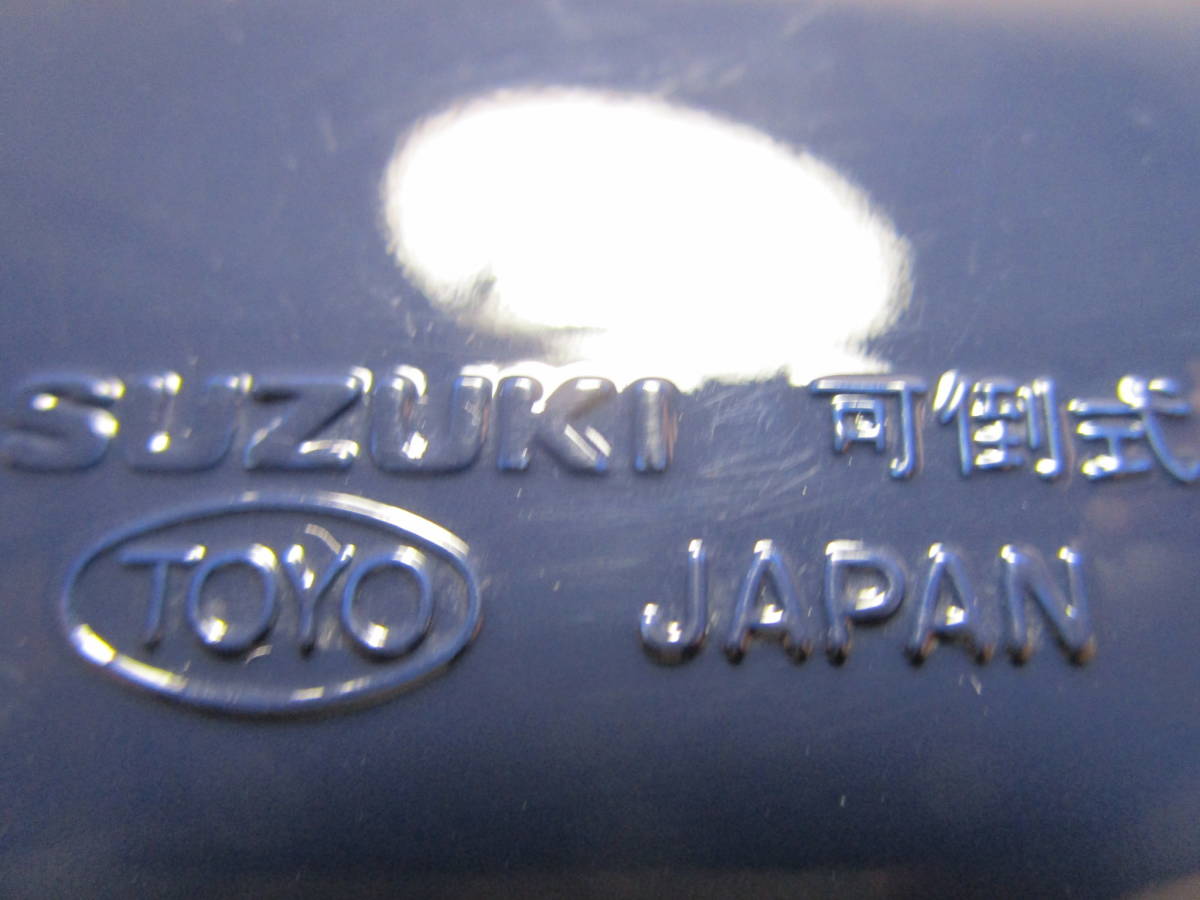 SUZUKI 可倒式
TOYO JAPAN